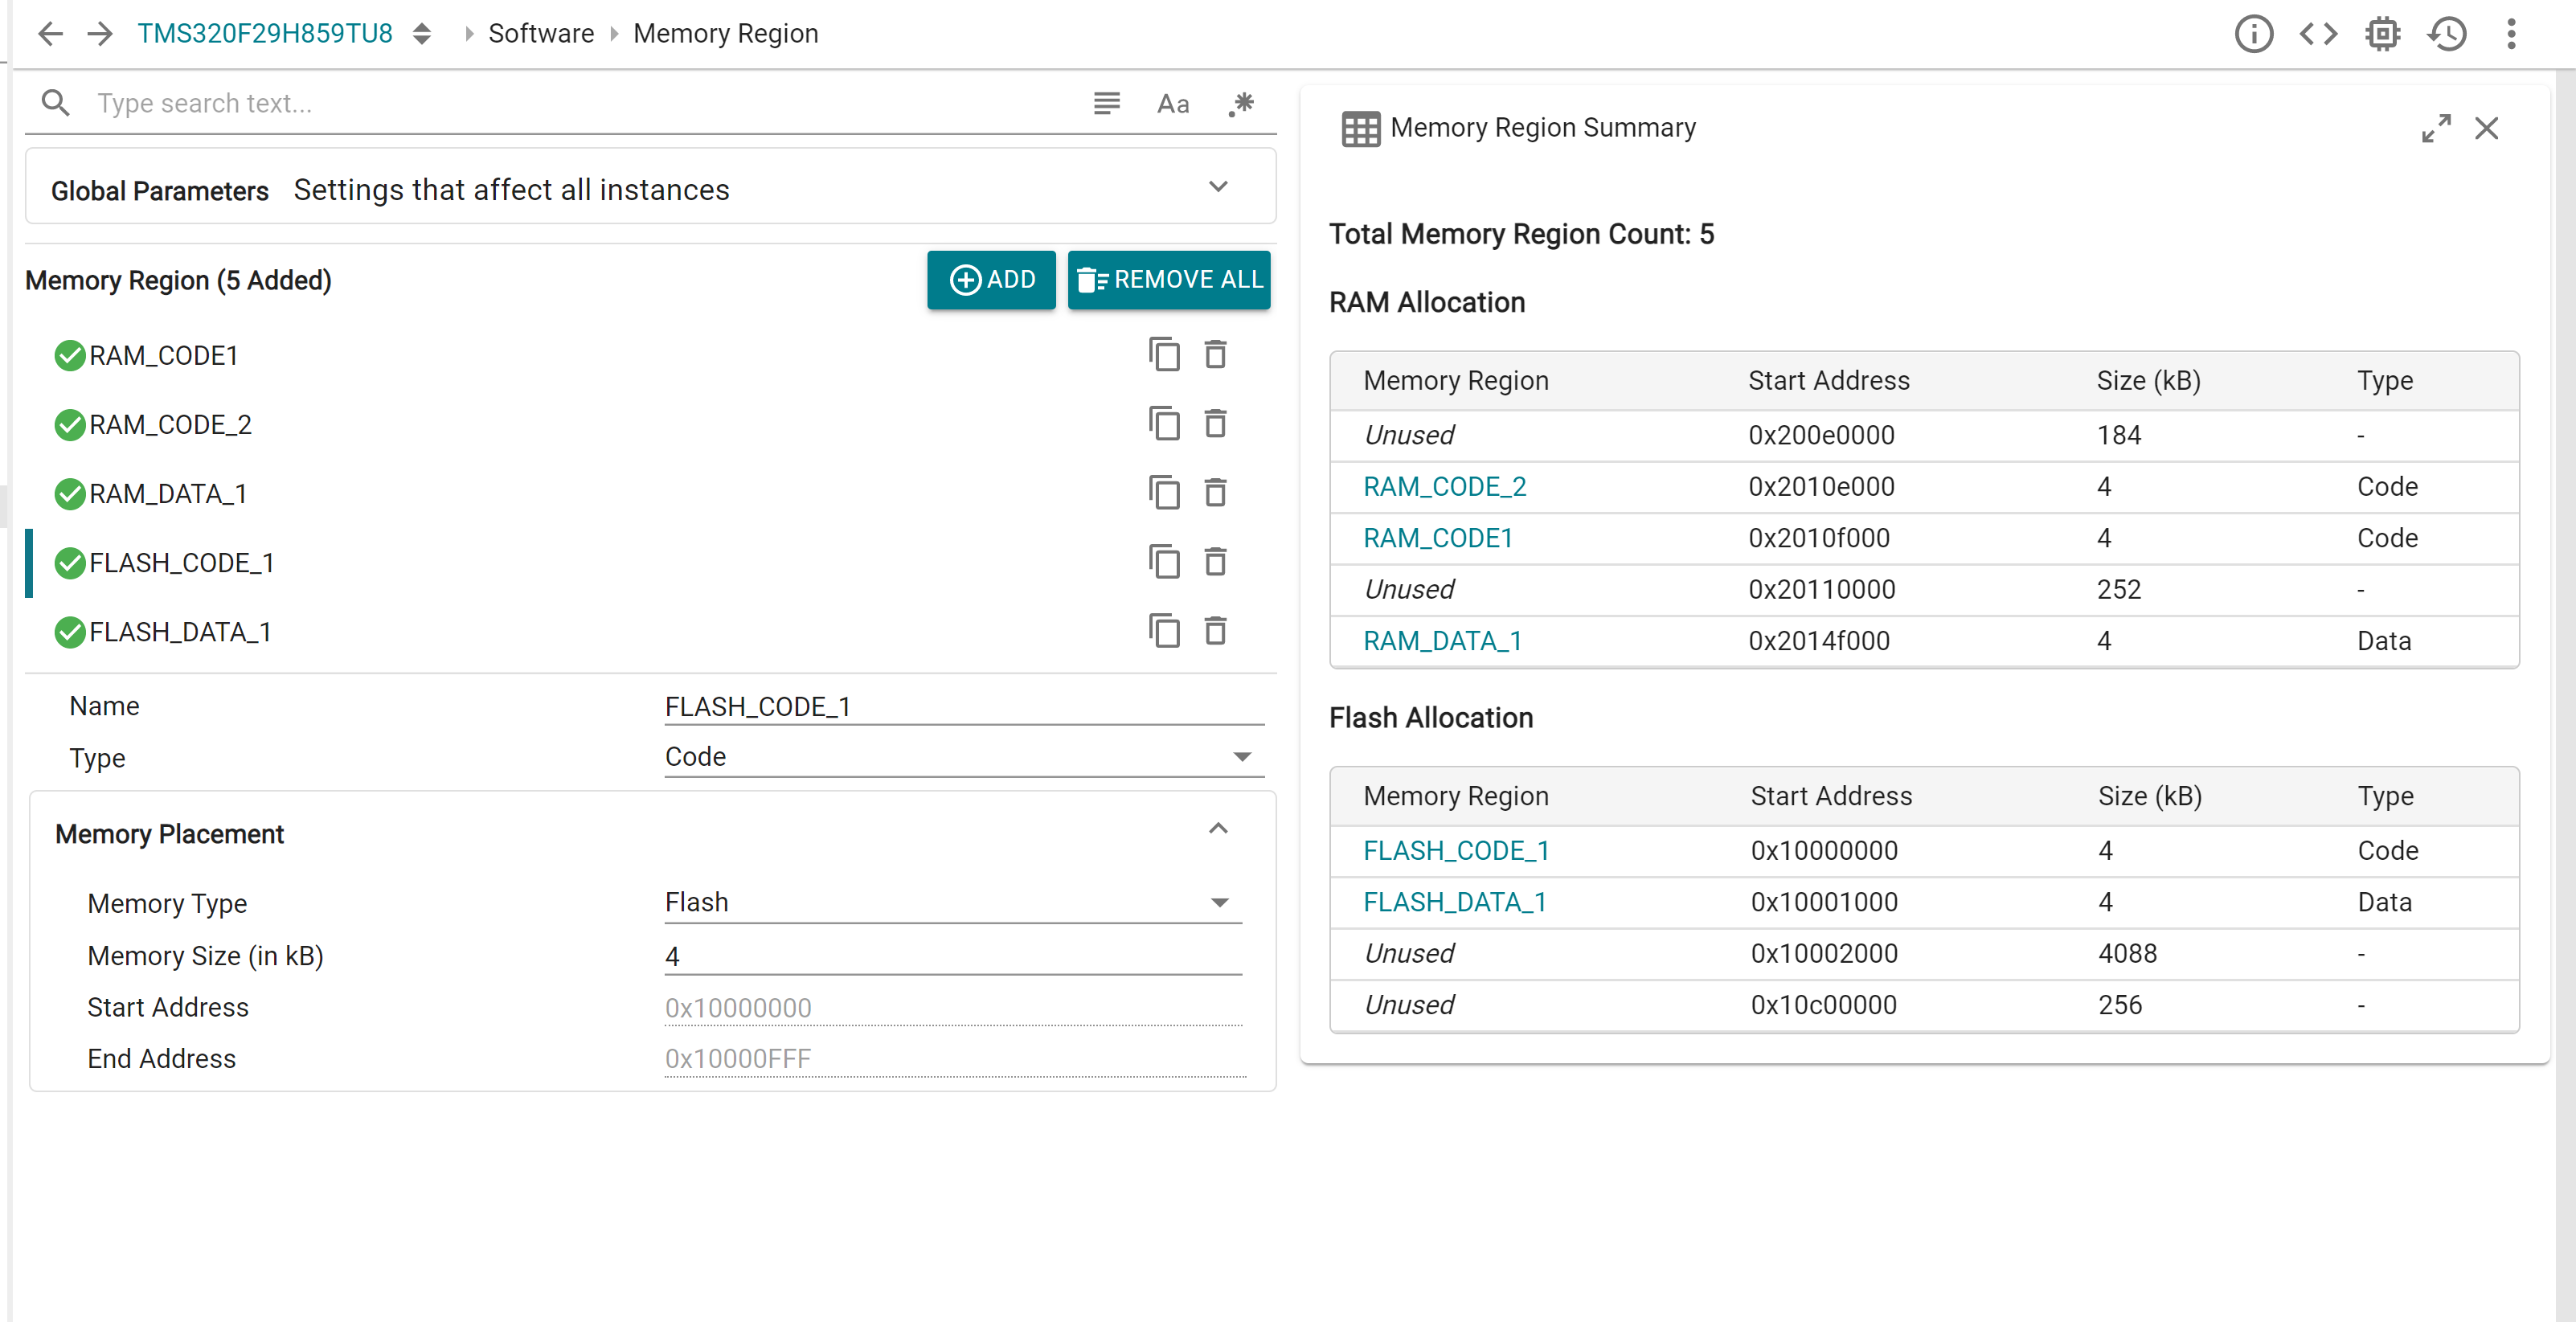 TMS320F29H859TU8 Software Memory Region
Type search text... Aa .*
Global Parameters Settings that affect all instances
Memory Region (5 Added) ADD REMOVE ALL
RAM_CODE1
RAM_CODE_2
RAM_DATA_1
FLASH_CODE_1
FLASH_DATA_1
Name FLASH_CODE_1
Type Code
Memory Placement
Memory Type Flash
Memory Size (in kB) 4
Start Address 0x10000000
End Address 0x10000FFF
Memory Region Summary
Total Memory Region Count: 5
RAM Allocation
Memory Region Start Address Size (kB) Type
Unused 0x200e0000 184 -
RAM_CODE_2 0x2010e000 4 Code
RAM_CODE1 0x2010f000 4 Code
Unused 0x20110000 252 -
RAM_DATA_1 0x2014f000 4 Data
Flash Allocation
Memory Region Start Address Size (kB) Type
FLASH_CODE_1 0x10000000 4 Code
FLASH_DATA_1 0x10001000 4 Data
Unused 0x10002000 4088 -
Unused 0x10c00000 256 -